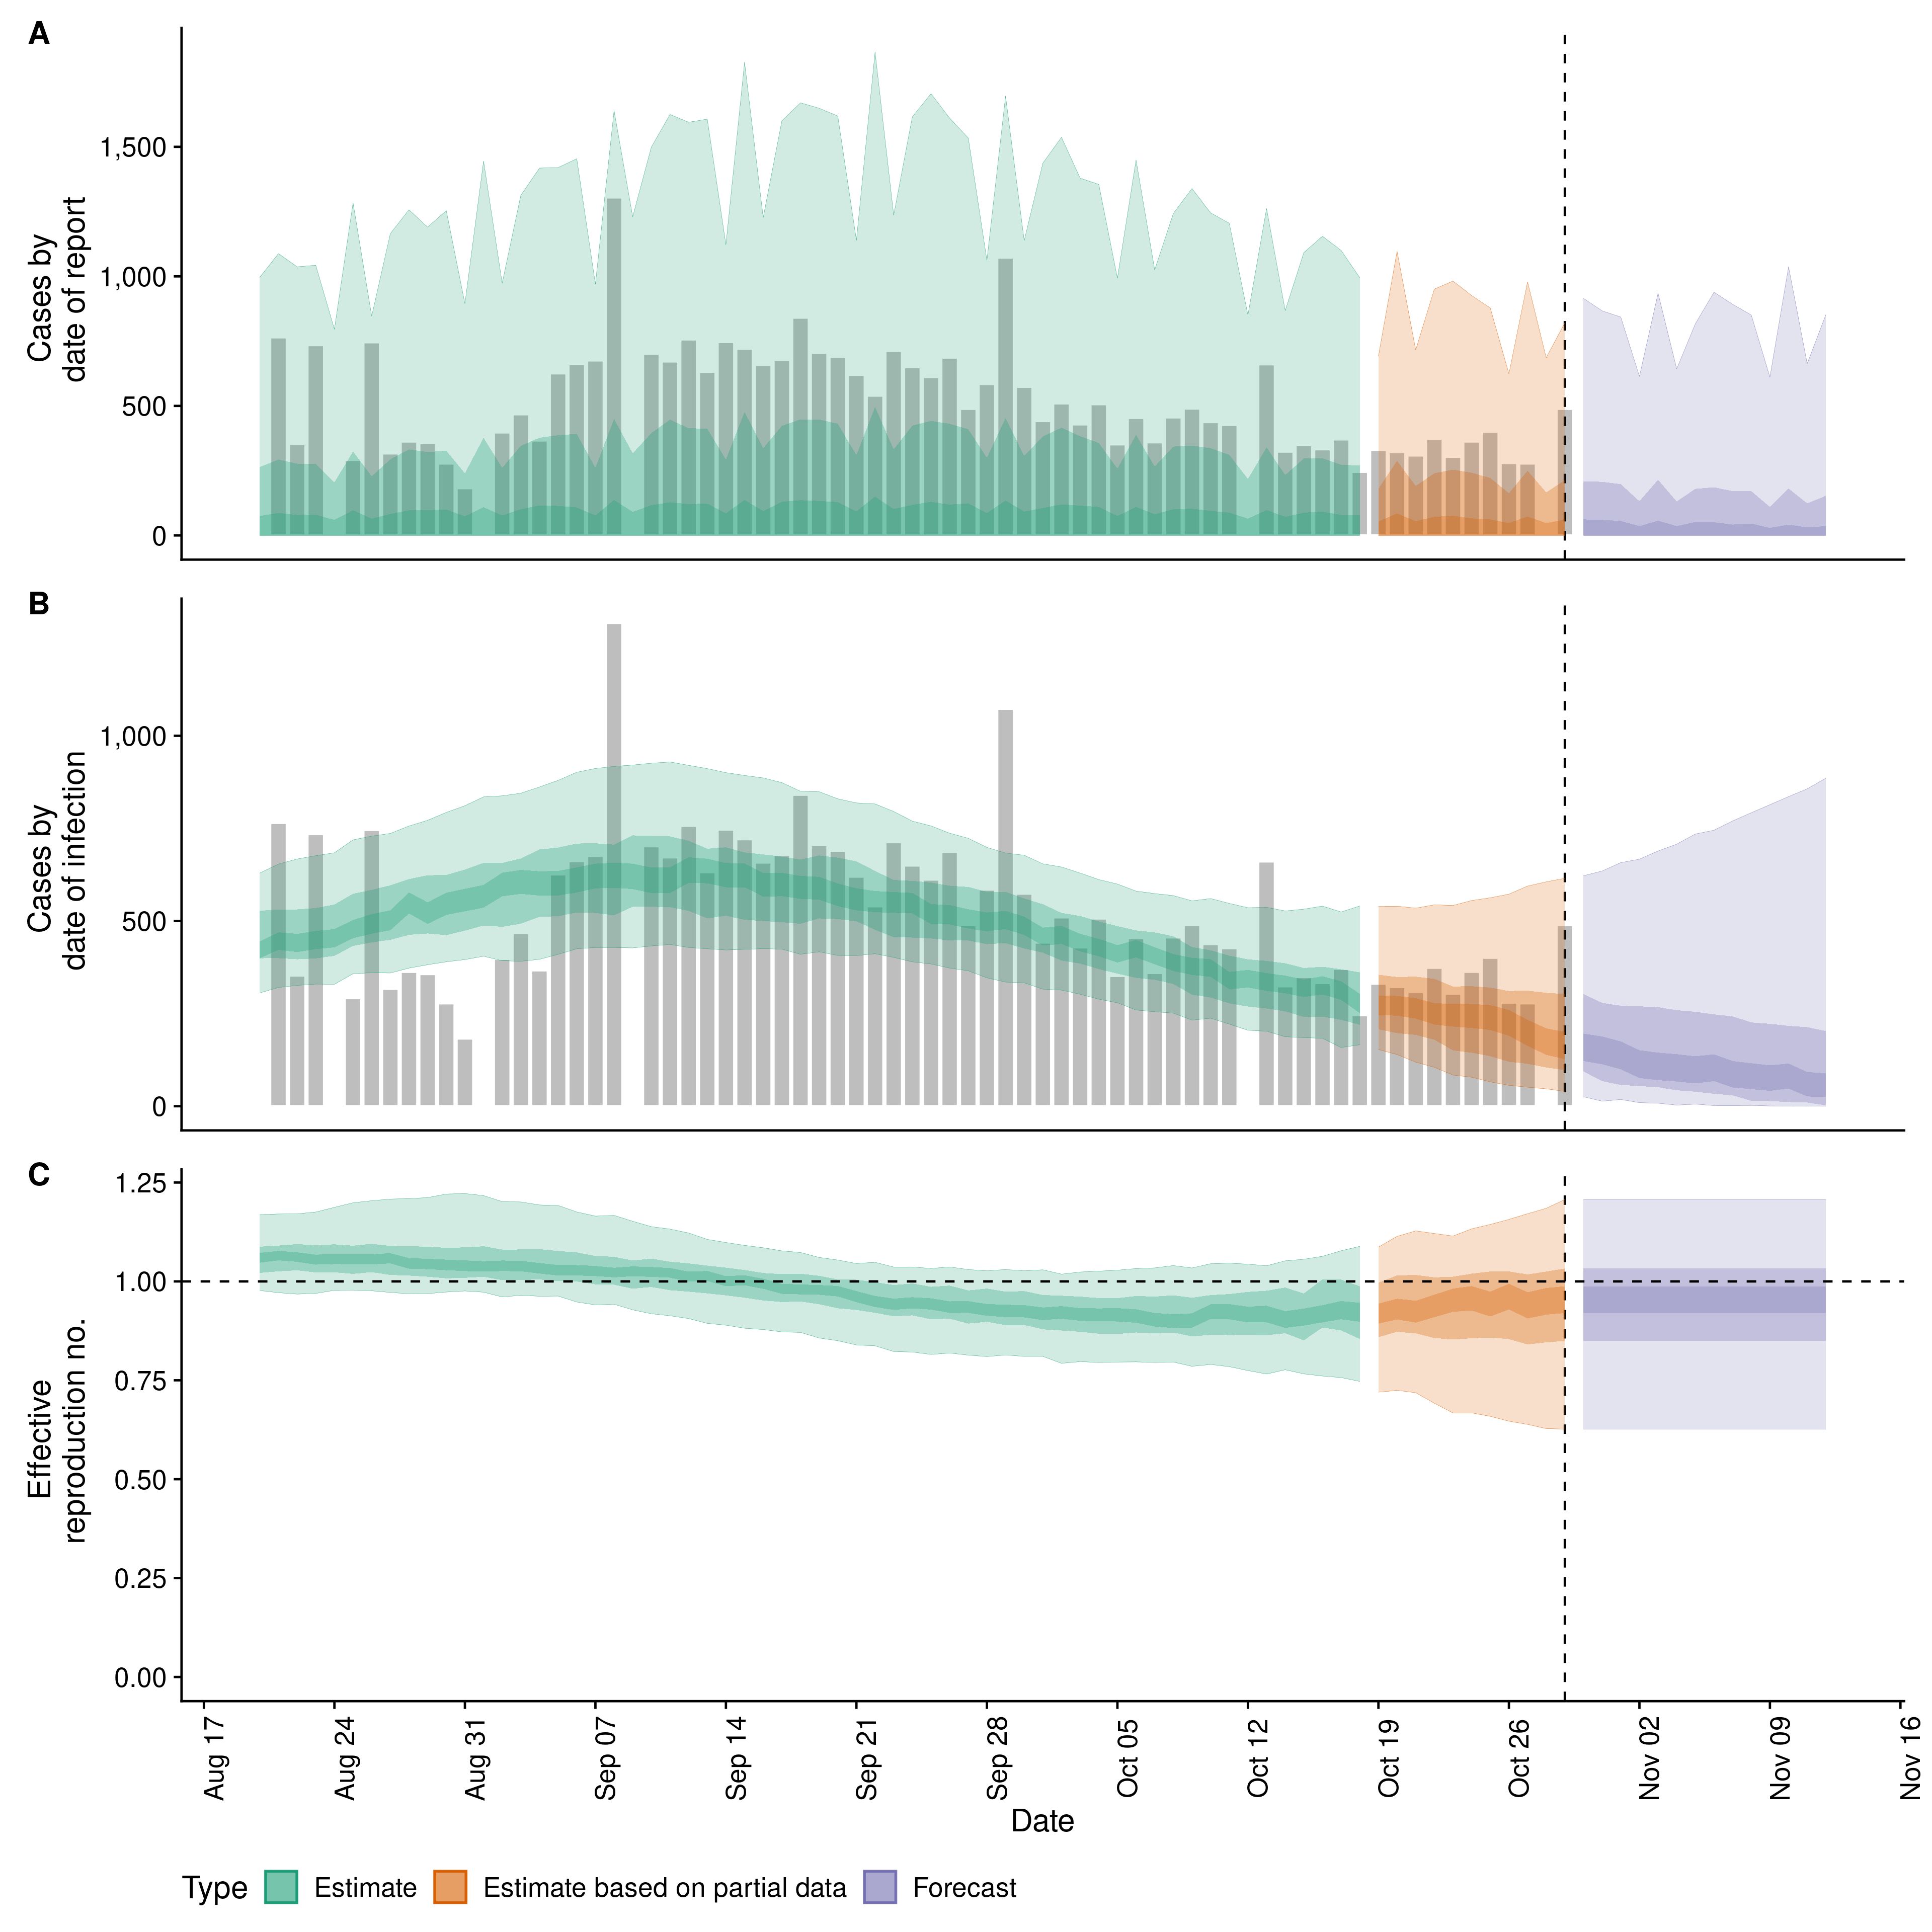 A
Cases by
date of report
1,500
1,000
500
0
B
Cases by
date of infection
1,000
500
0
C
Effective
reproduction no.
1.25
1.00
0.75
0.50
0.25
0.00
Aug 17
Aug 24
Aug 31
Sep 07
Sep 14
Sep 21
Sep 28
Oct 05
Oct 12
Oct 19
Oct 26
Nov 02
Nov 09
Nov 16
Date
Type Estimate Estimate based on partial data Forecast